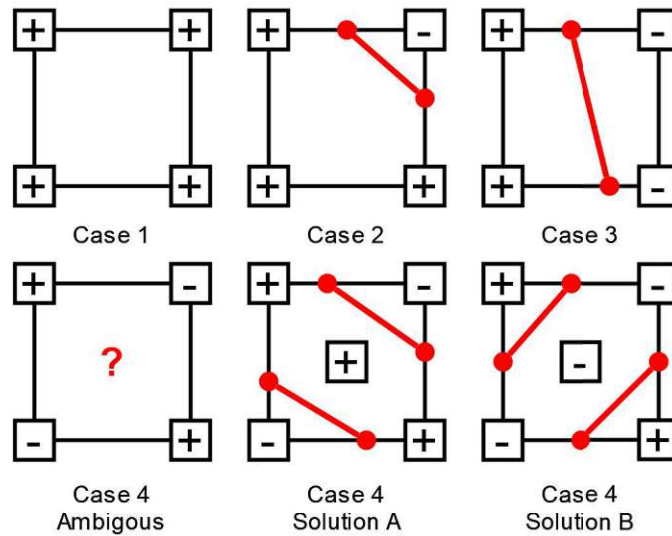 + + + - + -
+ + + + + -
Case 1 Case 2 Case 3
+ - + - + -
? + -
- + - + - +
Case 4 Case 4 Case 4
Ambigous Solution A Solution B